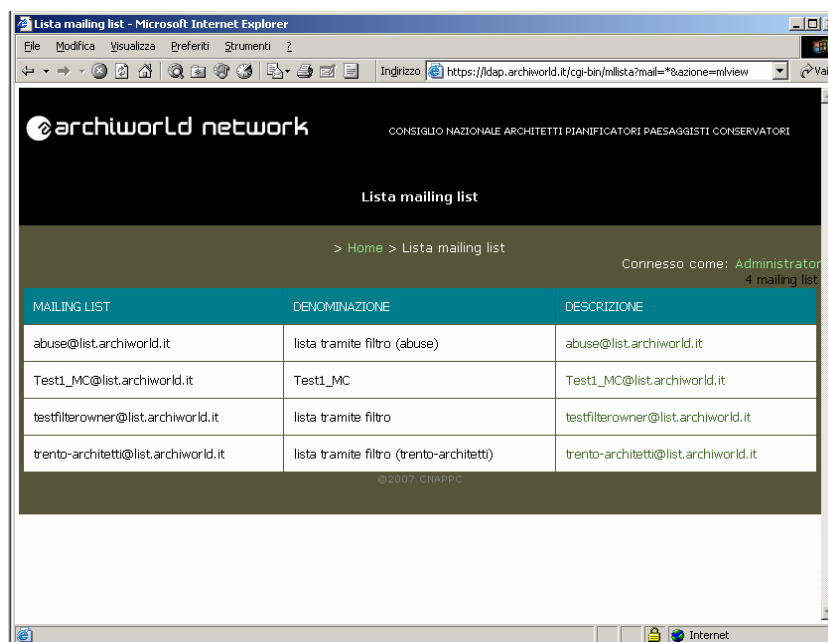 Lista mailing list - Microsoft Internet Explorer
File Modifica Visualizza Preferiti Strumenti ?
Indirizzo https://ldap.archiworld.it/cgi-bin/mllista?mail=*&azione=mlview Vai
archiworld network
CONSIGLIO NAZIONALE ARCHITETTI PIANIFICATORI PAESAGGISTI CONSERVATORI
Lista mailing list
> Home > Lista mailing list
Connesso come: Administrator
4 mailing list
MAILING LIST DENOMINAZIONE DESCRIZIONE
abuse@list.archiworld.it lista tramite filtro (abuse) abuse@list.archiworld.it
Test1_MC@list.archiworld.it Test1_MC Test1_MC@list.archiworld.it
testfilterowner@list.archiworld.it lista tramite filtro testfilterowner@list.archiworld.it
trento-architetti@list.archiworld.it lista tramite filtro (trento-architetti) trento-architetti@list.archiworld.it
©2007 CNAPPC
Internet